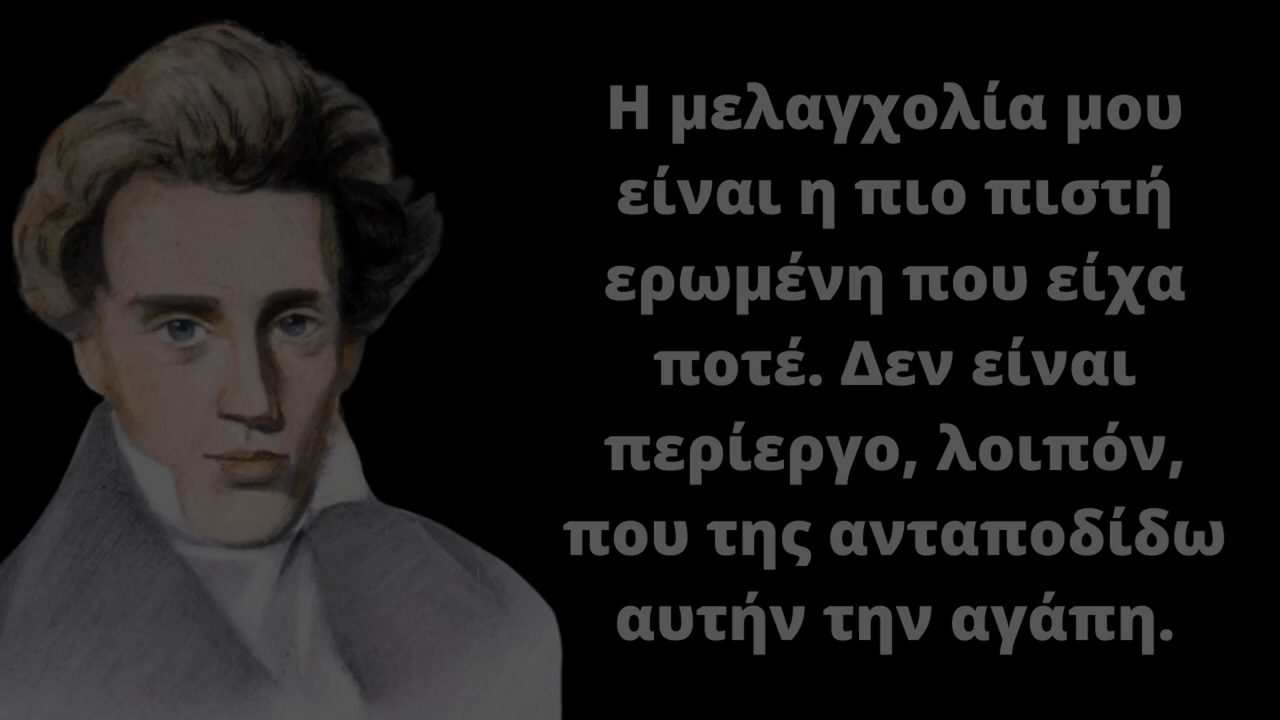 Η μελαγχολία μου
είναι η πιο πιστή
ερωμένη που είχα
ποτέ. Δεν είναι
περίεργο, λοιπόν,
που της ανταποδίδω
αυτήν την αγάπη.